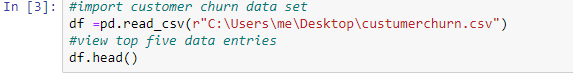 In [3]: #import customer churn data set
df =pd.read_csv(r"C:\Users\me\Desktop\custumerchurn.csv")
#view top five data entries
df.head()